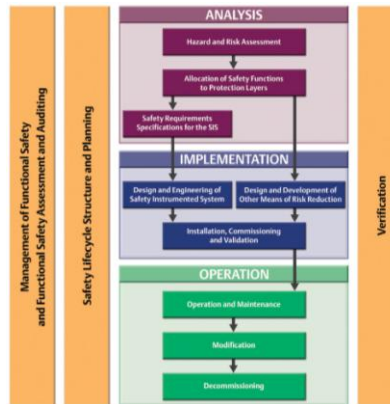 Management of Functional Safety
and Functional Safety Assessment and Auditing
Safety Lifecycle Structure and Planning
ANALYSIS
Hazard and Risk Assessment
Allocation of Safety Functions
to Protection Layers
Safety Requirements
Specifications for the SIS
IMPLEMENTATION
Design and Engineering of
Safety Instrumented System
Design and Development of
Other Means of Risk Reduction
Installation, Commissioning
and Validation
OPERATION
Operation and Maintenance
Modification
Decommissioning
Verification